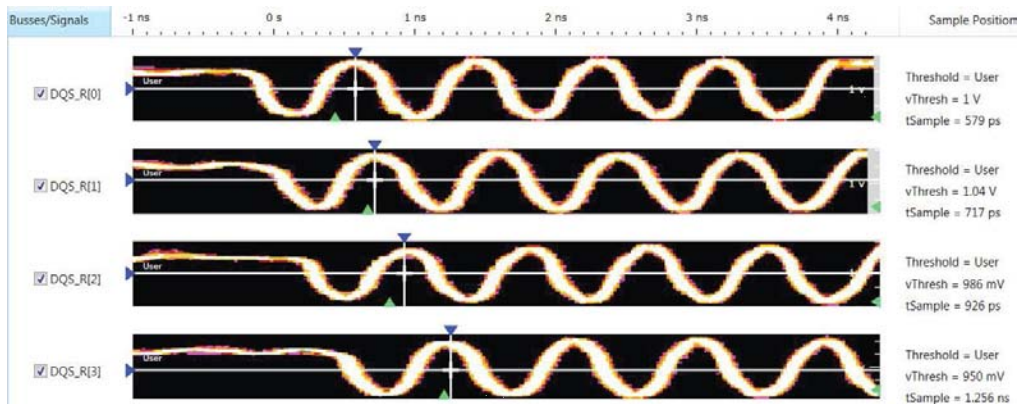 Busses/Signals -1 ns 0 s 1 ns 2 ns 3 ns 4 ns Sample Position
DQS_R[0]
User
1 V
Threshold = User
vThresh = 1 V
tSample = 579 ps
DQS_R[1]
User
1 V
Threshold = User
vThresh = 1.04 V
tSample = 717 ps
DQS_R[2]
User
Threshold = User
vThresh = 986 mV
tSample = 926 ps
DQS_R[3]
User
Threshold = User
vThresh = 950 mV
tSample = 1.256 ns